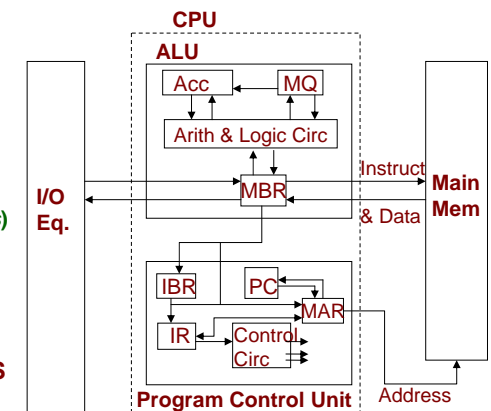 CPU
ALU
Acc
MQ
Arith & Logic Circ
MBR
Instruct
& Data
I/O
Eq.
Main
Mem
)
IBR
PC
MAR
IR
Control
Circ
S
Program Control Unit
Address